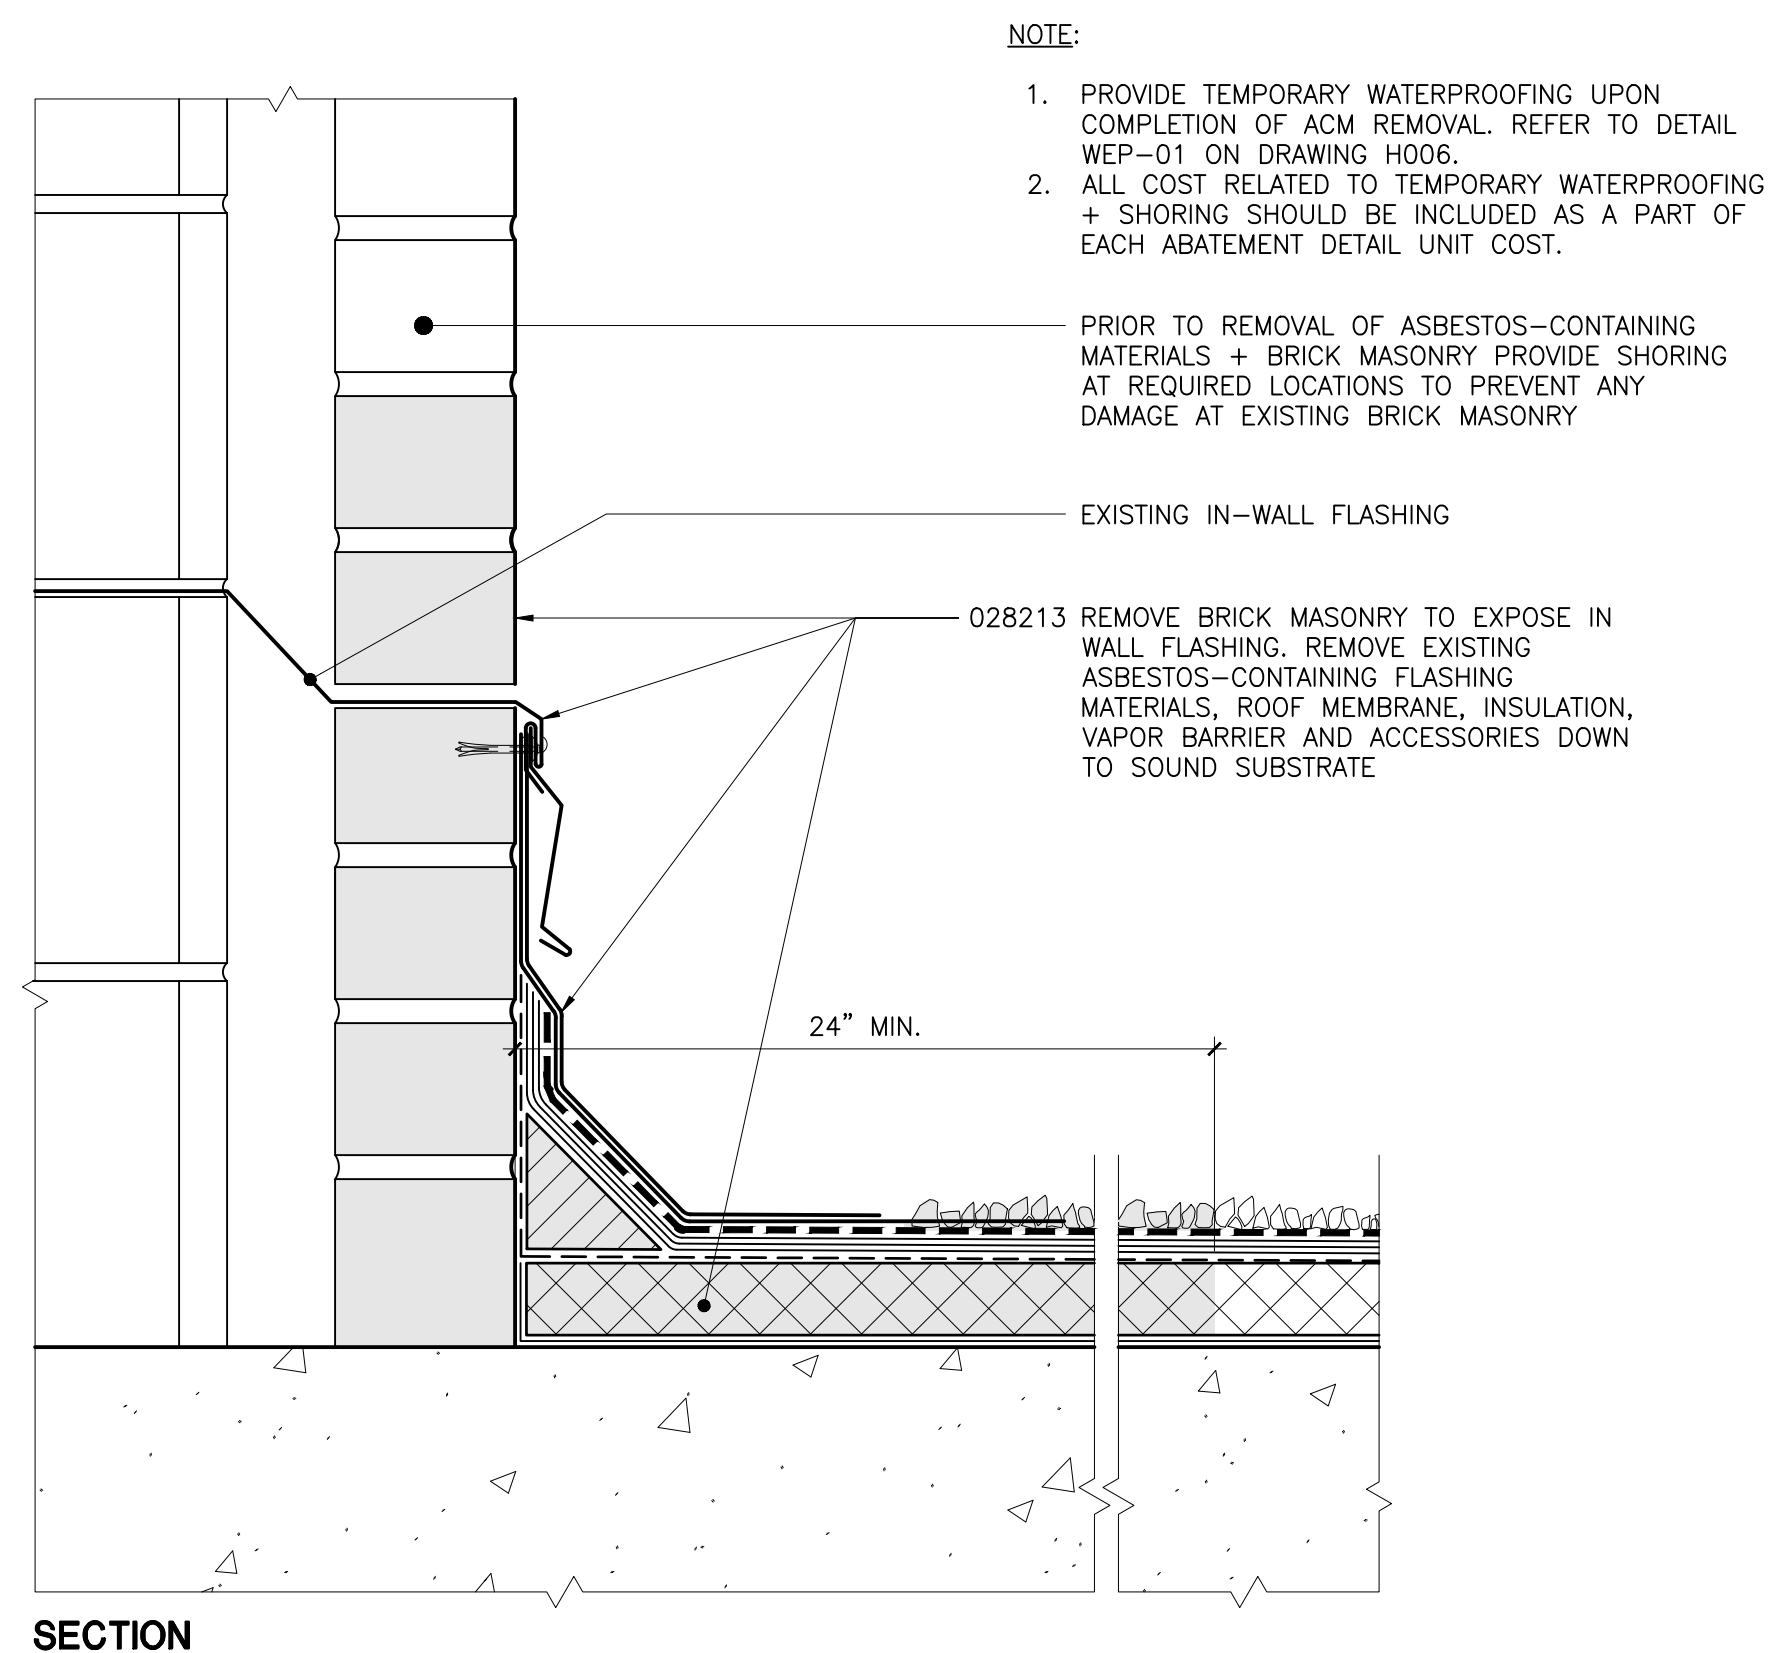 NOTE:
1. PROVIDE TEMPORARY WATERPROOFING UPON
COMPLETION OF ACM REMOVAL. REFER TO DETAIL
WEP-01 ON DRAWING H006.
2. ALL COST RELATED TO TEMPORARY WATERPROOFING
+ SHORING SHOULD BE INCLUDED AS A PART OF
EACH ABATEMENT DETAIL UNIT COST.
PRIOR TO REMOVAL OF ASBESTOS-CONTAINING
MATERIALS + BRICK MASONRY PROVIDE SHORING
AT REQUIRED LOCATIONS TO PREVENT ANY
DAMAGE AT EXISTING BRICK MASONRY
EXISTING IN-WALL FLASHING
028213 REMOVE BRICK MASONRY TO EXPOSE IN
WALL FLASHING. REMOVE EXISTING
ASBESTOS-CONTAINING FLASHING
MATERIALS, ROOF MEMBRANE, INSULATION,
VAPOR BARRIER AND ACCESSORIES DOWN
TO SOUND SUBSTRATE
24" MIN.
SECTION